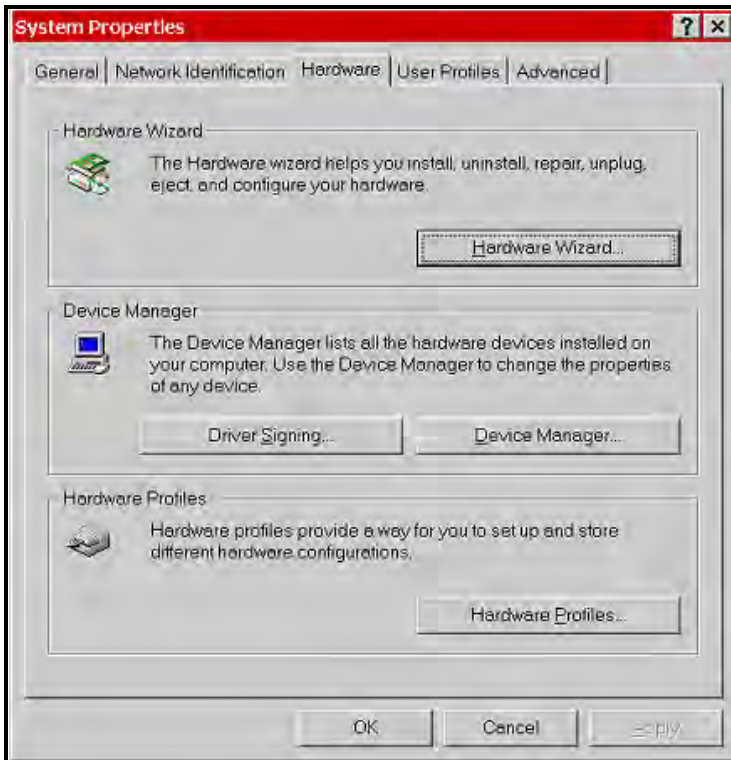 System Properties
General Network Identification Hardware User Profiles Advanced
Hardware Wizard
The Hardware wizard helps you install, uninstall, repair, unplug,
eject, and configure your hardware.
Hardware Wizard...
Device Manager
The Device Manager lists all the hardware devices installed on
your computer. Use the Device Manager to change the properties
of any device.
Driver Signing... Device Manager...
Hardware Profiles
Hardware profiles provide a way for you to set up and store
different hardware configurations.
Hardware Profiles...
OK Cancel Apply